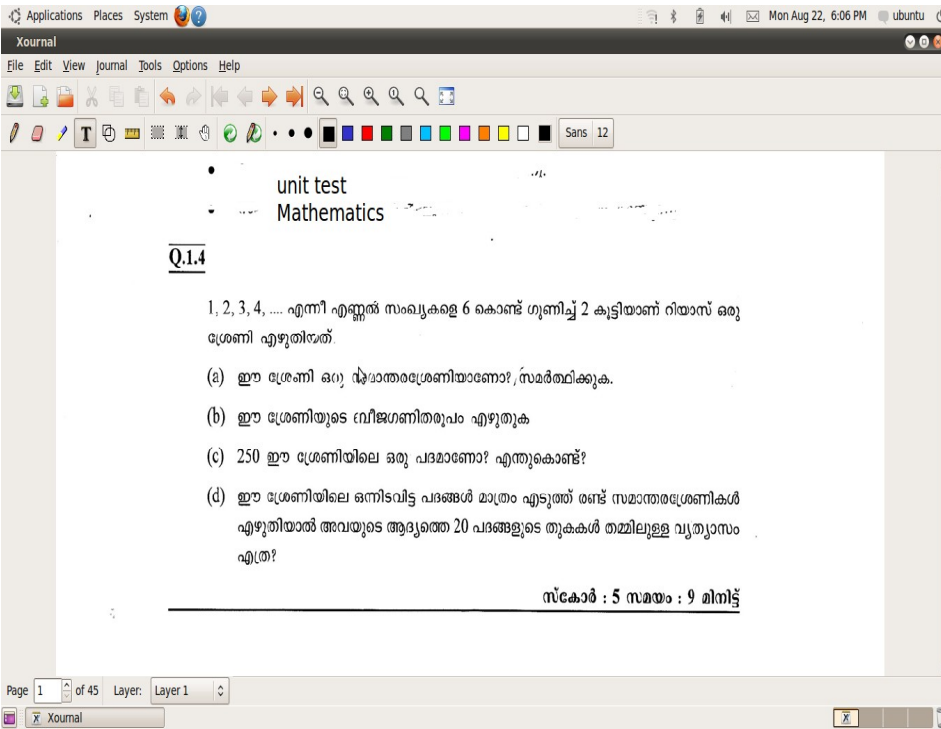 Applications Places System Mon Aug 22, 6:06 PM ubuntu
Xournal
File Edit View Journal Tools Options Help
T Sans 12
unit test
Mathematics
Q.1.4
1, 2, 3, 4, .... എന്നീ എണ്ണൽ സംഖ്യകളെ 6 കൊണ്ട് ഗുണിച്ച് 2 കൂട്ടിയാണ് റിയാസ് ഒരു
ശ്രേണി എഴുതിയത്.
(a) ഈ ശ്രേണി ഒരു സമാന്തരശ്രേണിയാണോ? സമർത്ഥിക്കുക.
(b) ഈ ശ്രേണിയുടെ ബീജഗണിതരൂപം എഴുതുക
(c) 250 ഈ ശ്രേണിയിലെ ഒരു പദമാണോ? എന്തുകൊണ്ട്?
(d) ഈ ശ്രേണിയിലെ ഒന്നിടവിട്ട പദങ്ങൾ മാത്രം എടുത്ത് രണ്ട് സമാന്തരശ്രേണികൾ
എഴുതിയാൽ അവയുടെ ആദ്യത്തെ 20 പദങ്ങളുടെ തുകകൾ തമ്മിലുള്ള വ്യത്യാസം
എത്ര?
സ്കോർ : 5 സമയം : 9 മിനിട്ട്
Page 1 of 45 Layer: Layer 1
Xournal